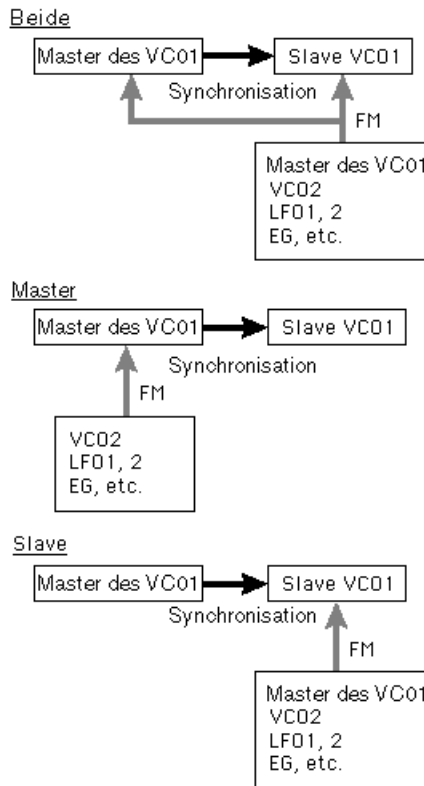 Beide
Master des VCO1 Slave VCO1
Synchronisation
FM
Master des VCO1
VCO2
LFO1, 2
EG, etc.
Master
Master des VCO1 Slave VCO1
Synchronisation
FM
VCO2
LFO1, 2
EG, etc.
Slave
Master des VCO1 Slave VCO1
Synchronisation
FM
Master des VCO1
VCO2
LFO1, 2
EG, etc.